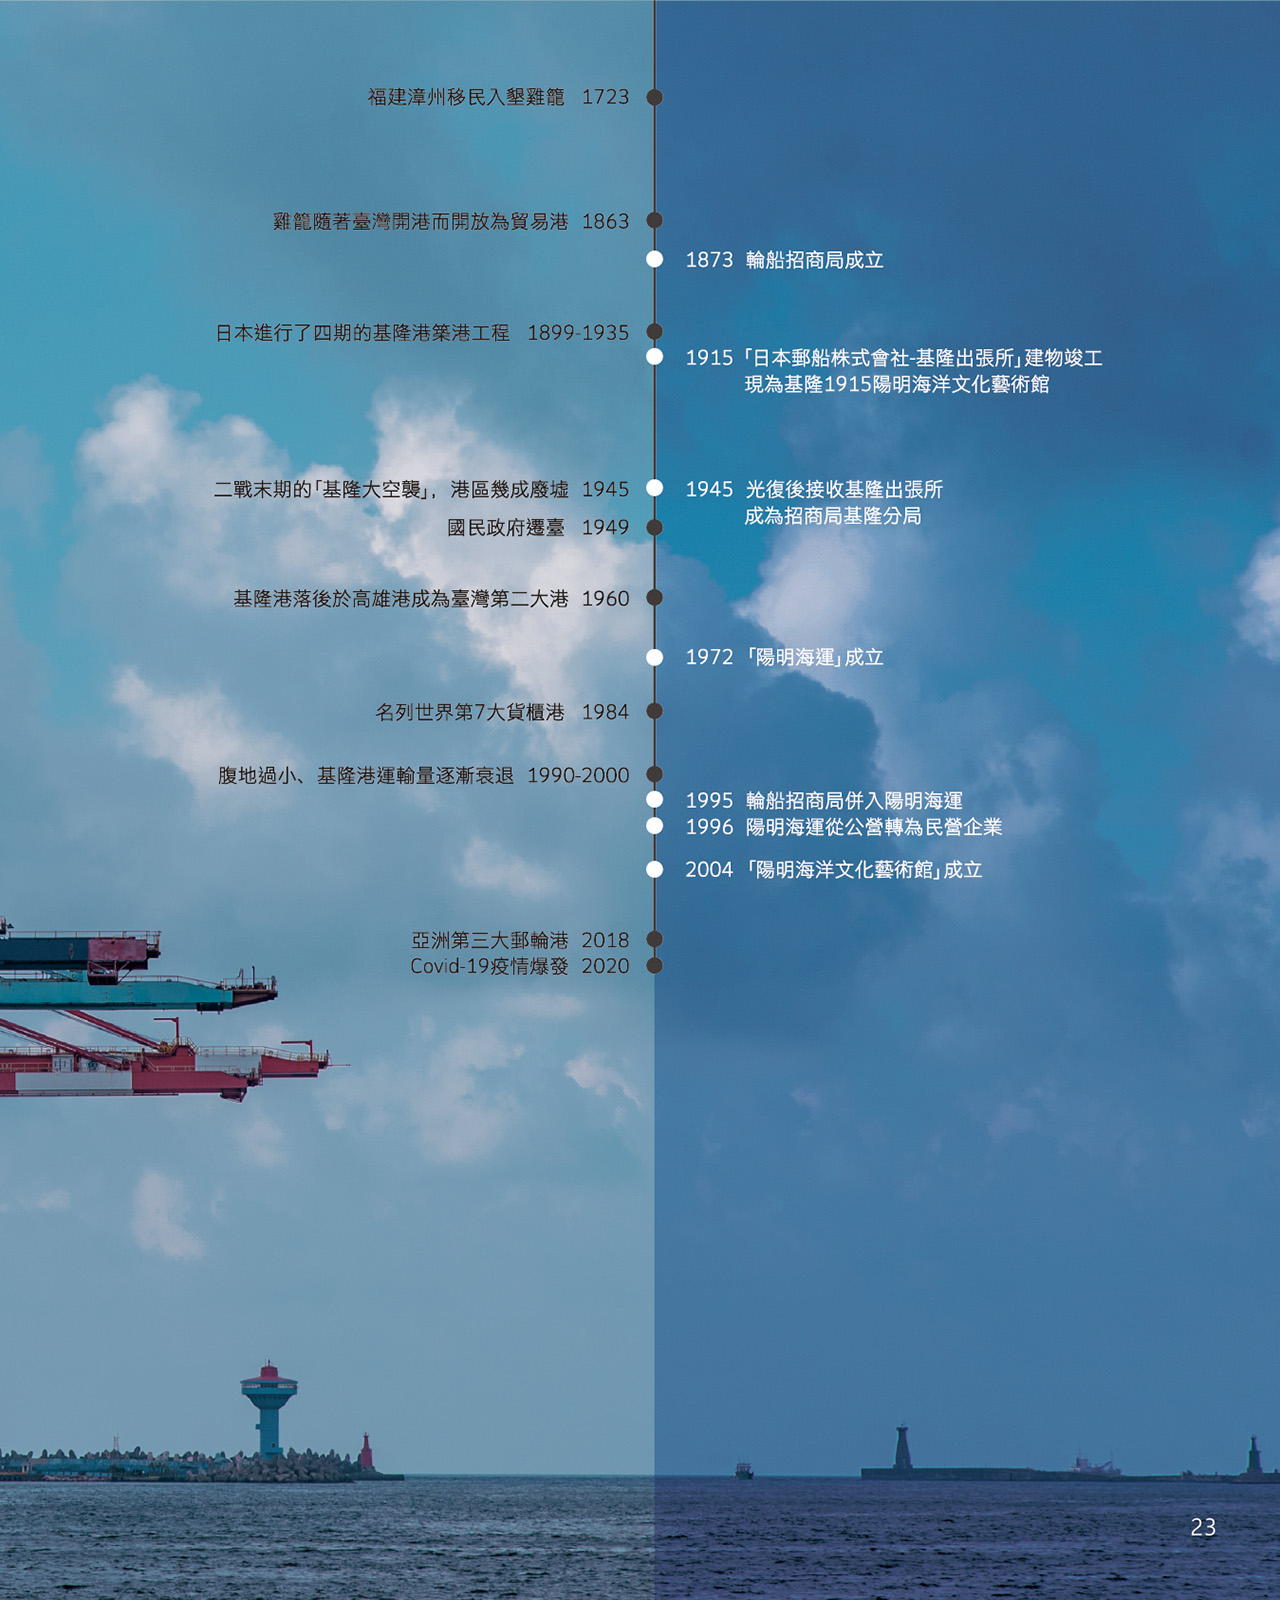 福建漳州移民入墾雞籠 1723
雞籠隨著臺灣開港而開放為貿易港 1863
1873 輪船招商局成立
日本進行了四期的基隆港築港工程 1899-1935
1915「日本郵船株式會社-基隆出張所」建物竣工
現為基隆1915陽明海洋文化藝術館
二戰末期的「基隆大空襲」，港區幾成廢墟 1945
1945 光復後接收基隆出張所
成為招商局基隆分局
國民政府遷臺 1949
基隆港落後於高雄港成為臺灣第二大港 1960
1972 「陽明海運」成立
名列世界第7大貨櫃港 1984
腹地過小、基隆港運輸量逐漸衰退 1990-2000
1995 輪船招商局併入陽明海運
1996 陽明海運從公營轉為民營企業
2004 「陽明海洋文化藝術館」成立
亞洲第三大郵輪港 2018
Covid-19疫情爆發 2020
23